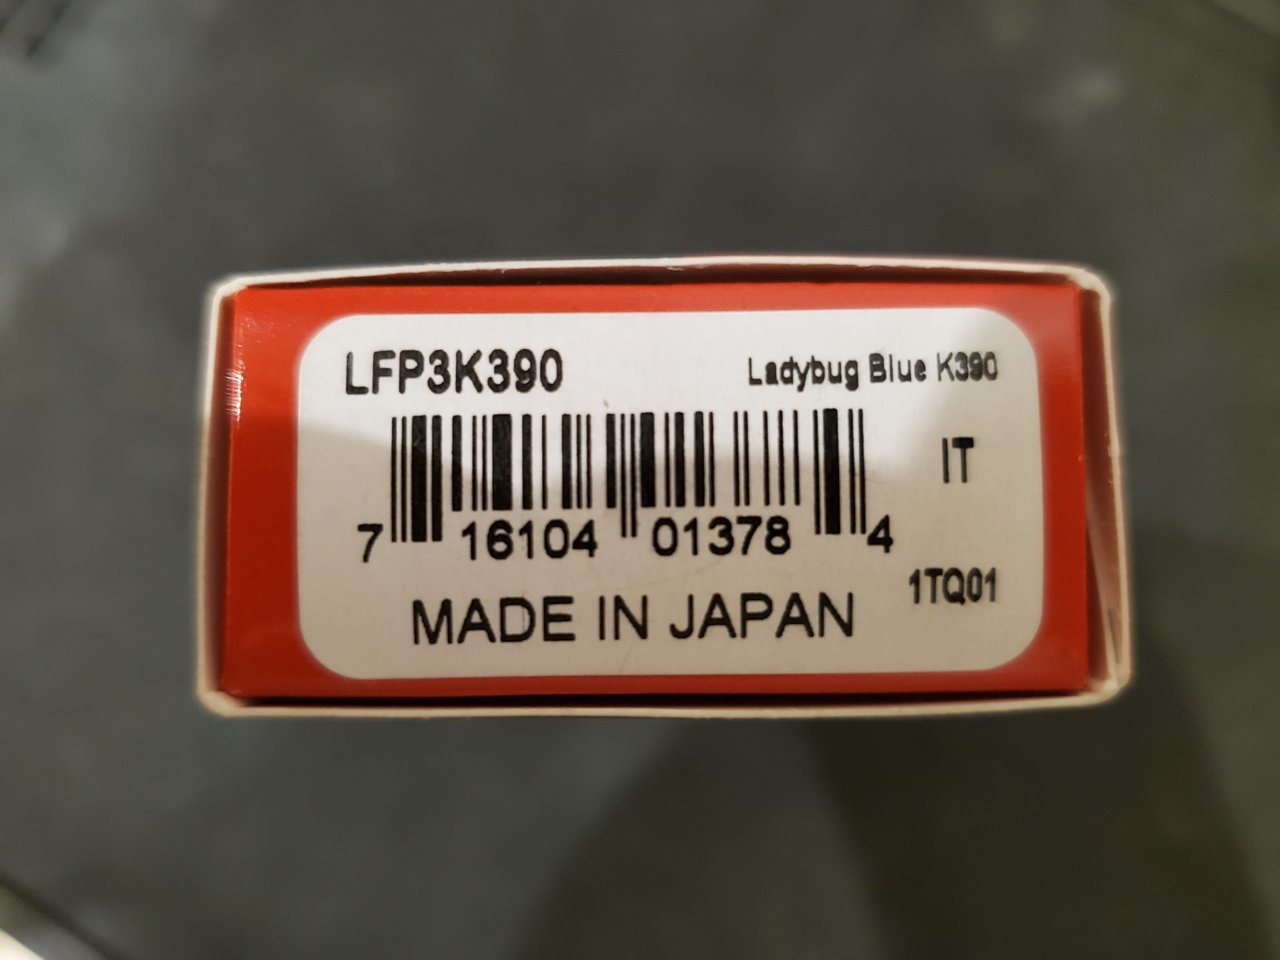 LFP3K390
Ladybug Blue K390
IT
7 16104 01378 4
1TQ01
MADE IN JAPAN